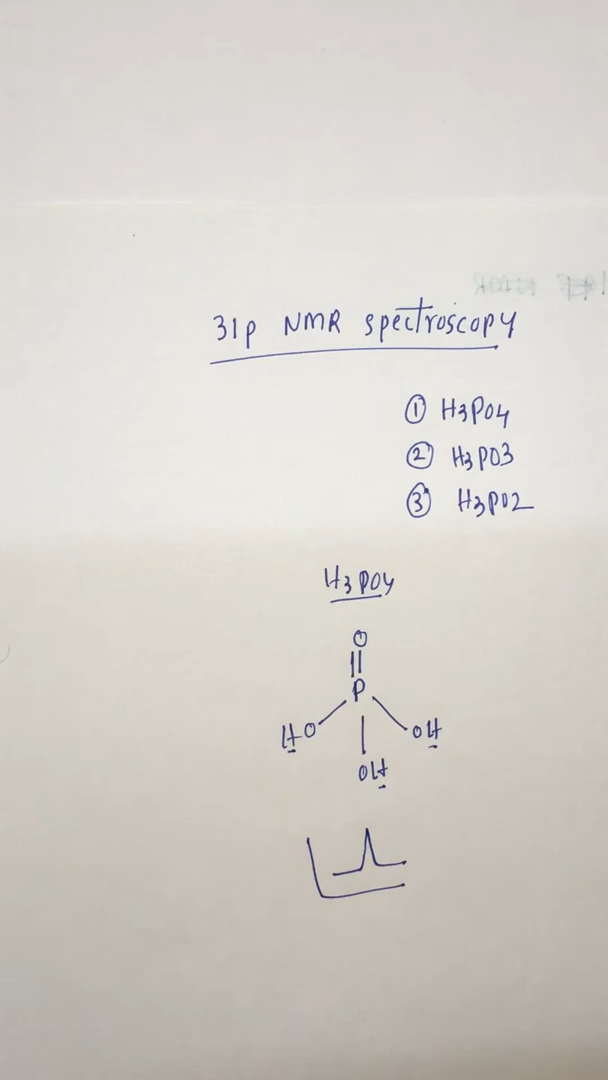 31p NMR spectroscopy
① H3PO4
② H3PO3
③ H3PO2
H3PO4
O
P
HO OH
OH